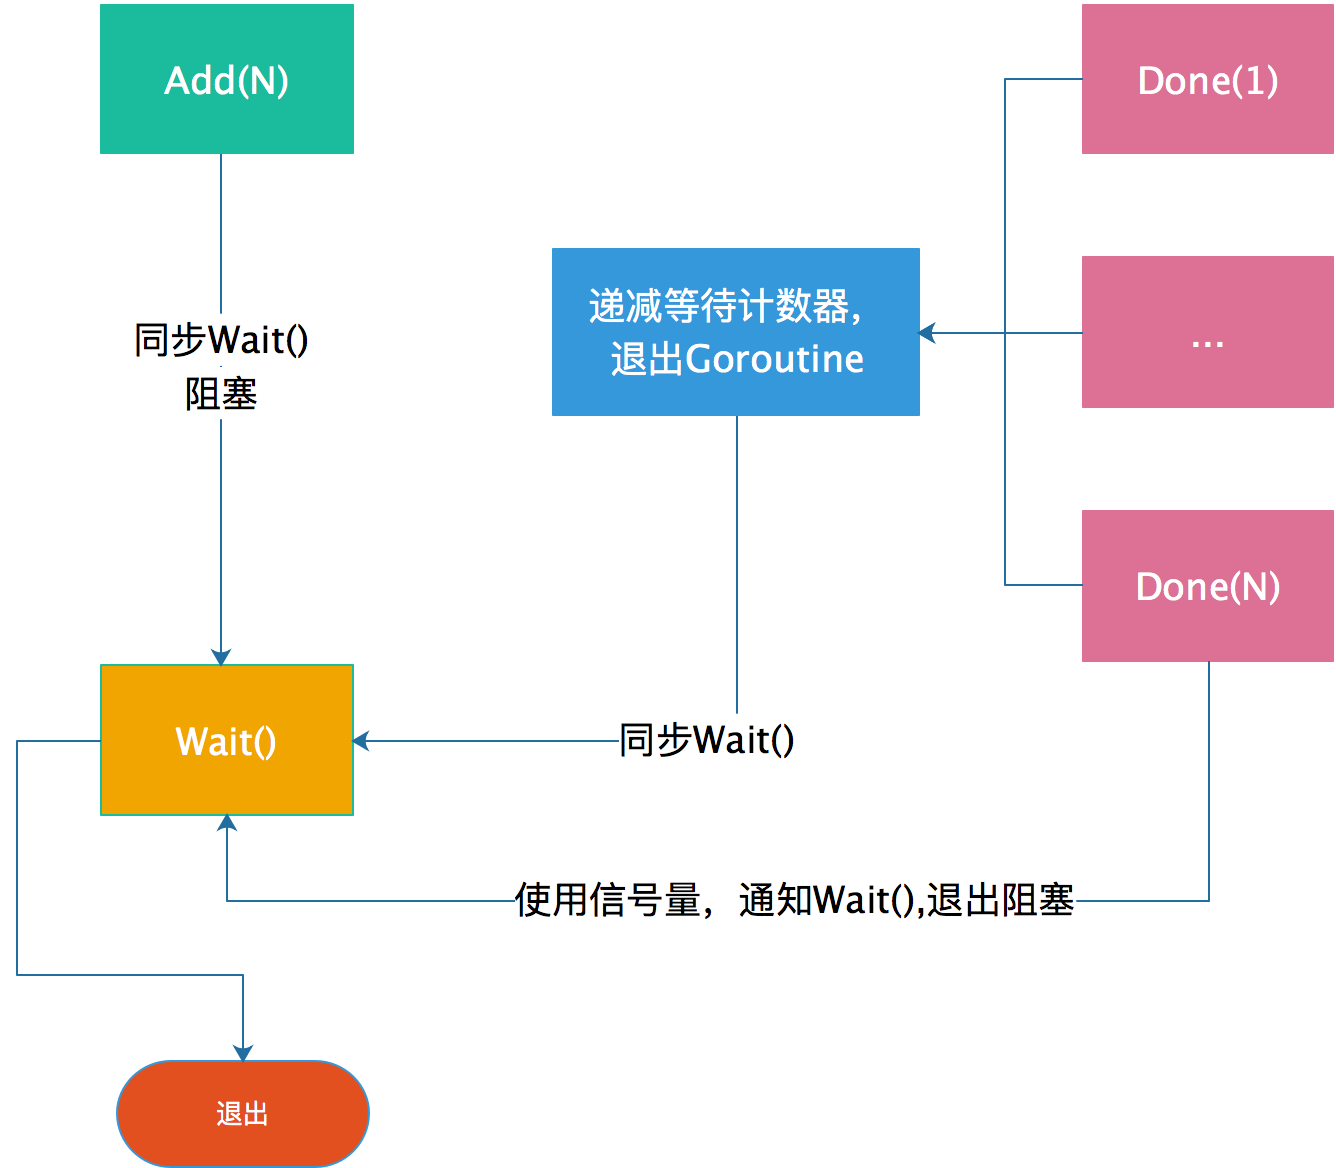 Add(N)
Done(1)
同步Wait()
阻塞
递减等待计数器，
退出Goroutine
...
Done(N)
Wait()
同步Wait()
使用信号量，通知Wait(),退出阻塞
退出